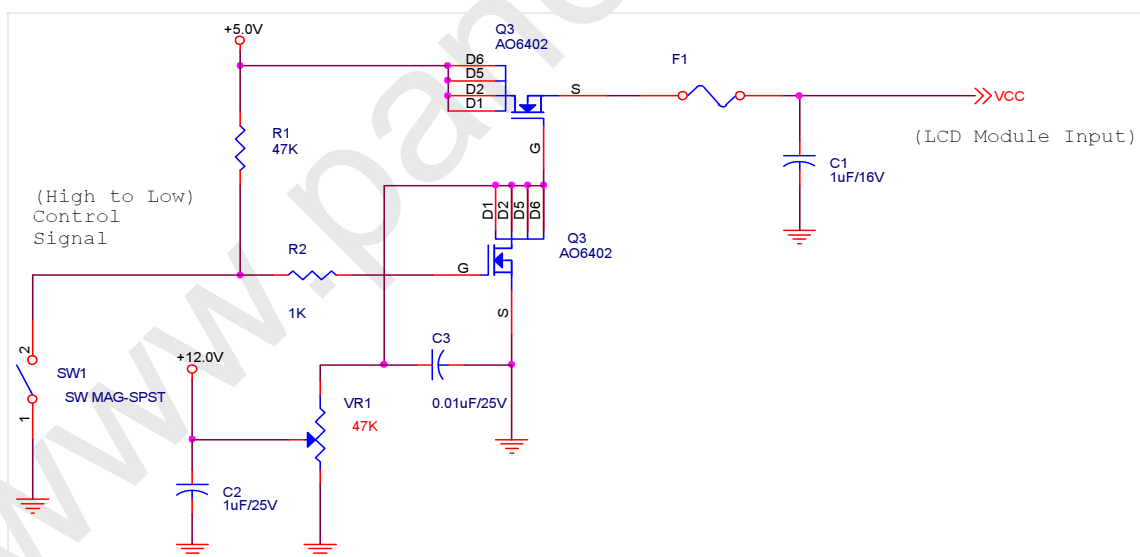 www.pane
+5.0V
Q3
AO6402
D6
D5
D2
D1
S
G
F1
VCC
(LCD Module Input)
R1
47K
C1
1uF/16V
(High to Low)
Control
Signal
D1
D2
D5
D6
Q3
AO6402
R2
G
1K
S
+12.0V
C3
0.01uF/25V
2
SW1
SW MAG-SPST
1
VR1
47K
C2
1uF/25V